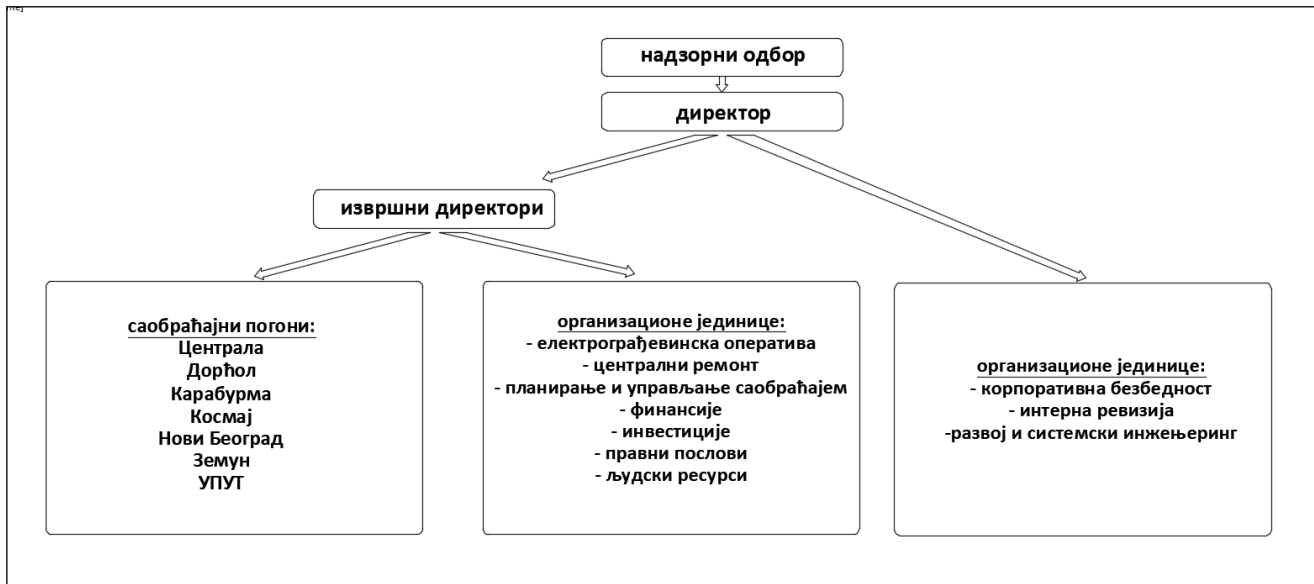 надзорни одбор
директор
извршни директори
саобраћајни погони:
Централа
Дорћол
Карабурма
Космај
Нови Београд
Земун
УПУТ
организационе јединице:
- електрограђевинска оператива
- централни ремонт
- планирање и управљање саобраћајем
- финансије
- инвестиције
- правни послови
- људски ресурси
организационе јединице:
- корпоративна безбедност
- интерна ревизија
-развој и системски инжењеринг